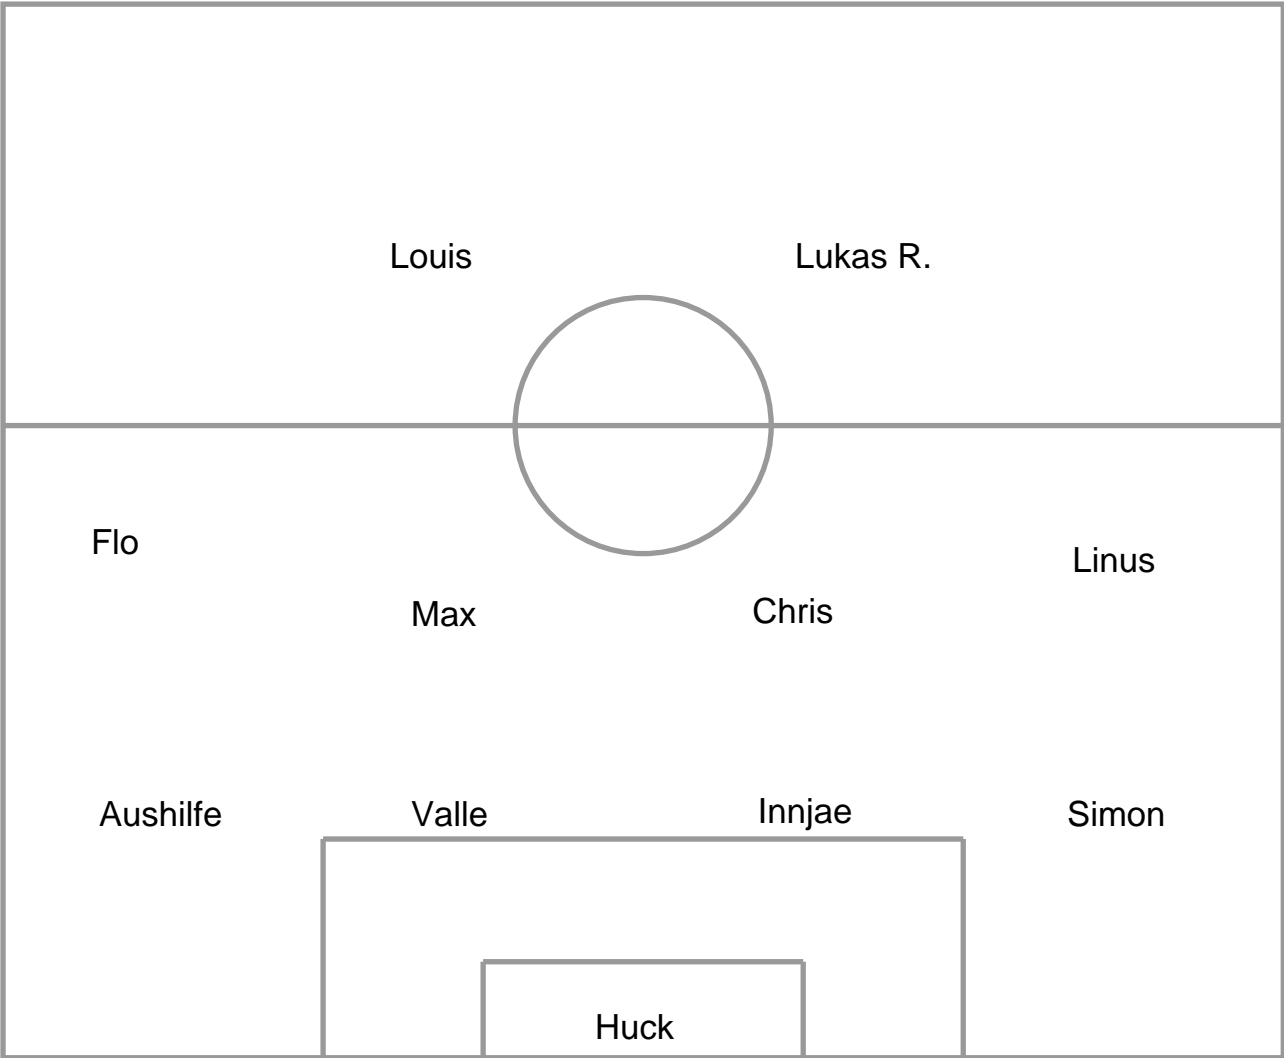 Louis
Lukas R.
Flo
Linus
Max
Chris
Aushilfe
Valle
Innjae
Simon
Huck